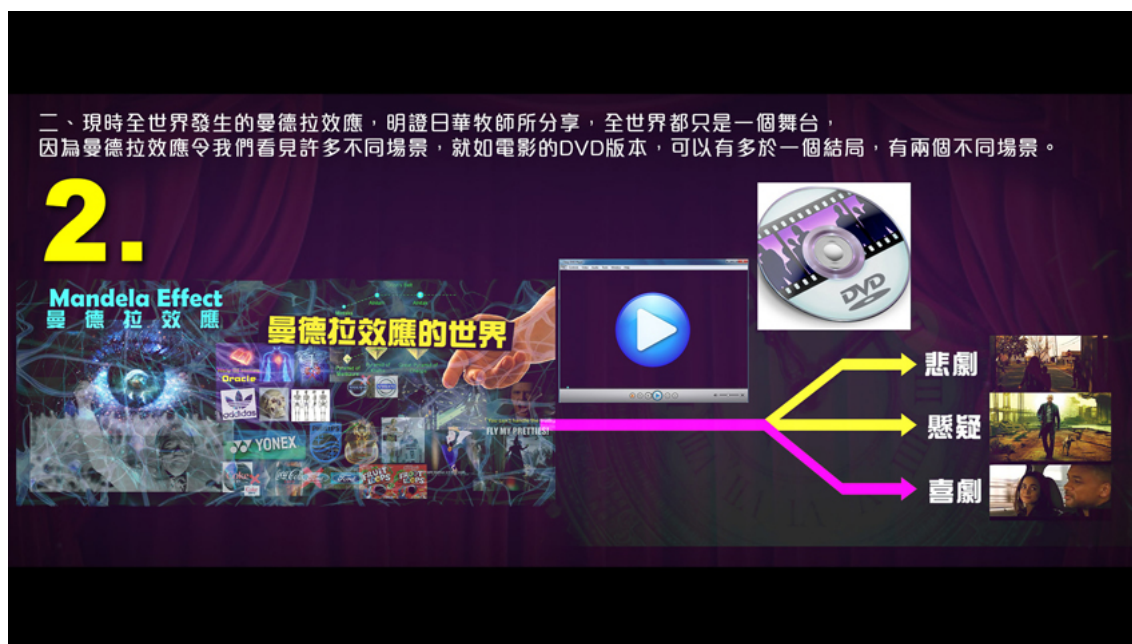 二、現時全世界發生的曼德拉效應，明證日華牧師所分享，全世界都只是一個舞台，
因為曼德拉效應令我們看見許多不同場景，就如電影的DVD版本，可以有多於一個結局，有兩個不同場景。
2.
Mandela Effect
曼德拉效應
曼德拉效應的世界
Oracle
adidas
YONEX
FLY MY PRETTIES!
DVD
悲劇
懸疑
喜劇